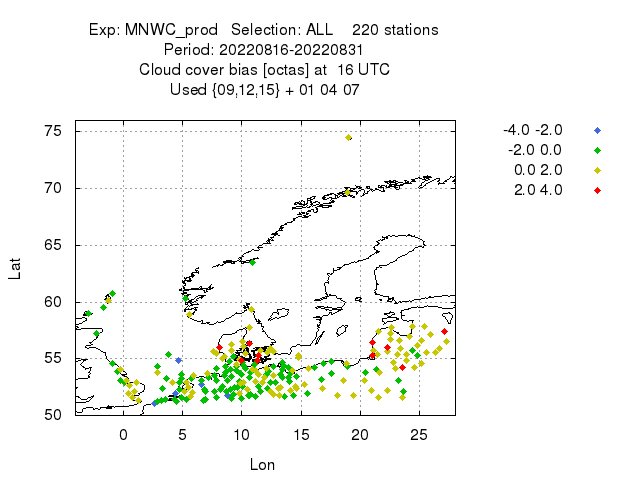 Exp: MNWC_prod   Selection: ALL    220 stations
Period: 20220816-20220831
Cloud cover bias [octas] at  16 UTC
Used {09,12,15} + 01 04 07
-4.0 -2.0
-2.0 0.0
0.0 2.0
2.0 4.0
75
70
65
60
55
50
Lat
0 5 10 15 20 25
Lon